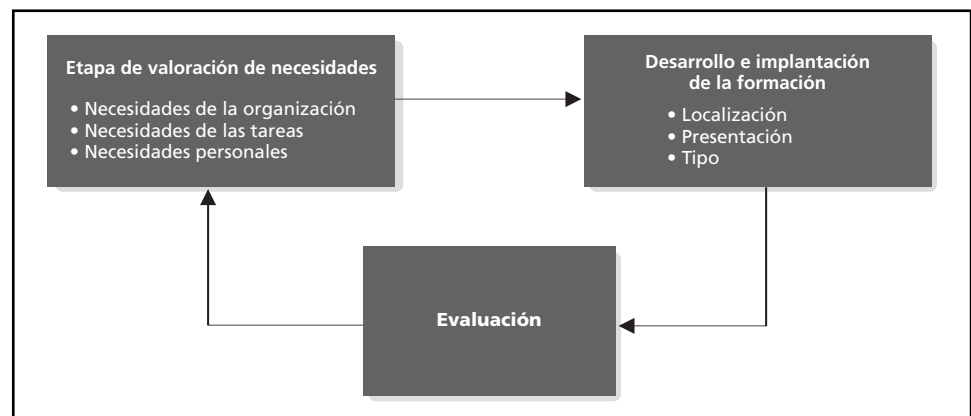 Etapa de valoración de necesidades
• Necesidades de la organización
• Necesidades de las tareas
• Necesidades personales
Desarrollo e implantación
de la formación
• Localización
• Presentación
• Tipo
Evaluación